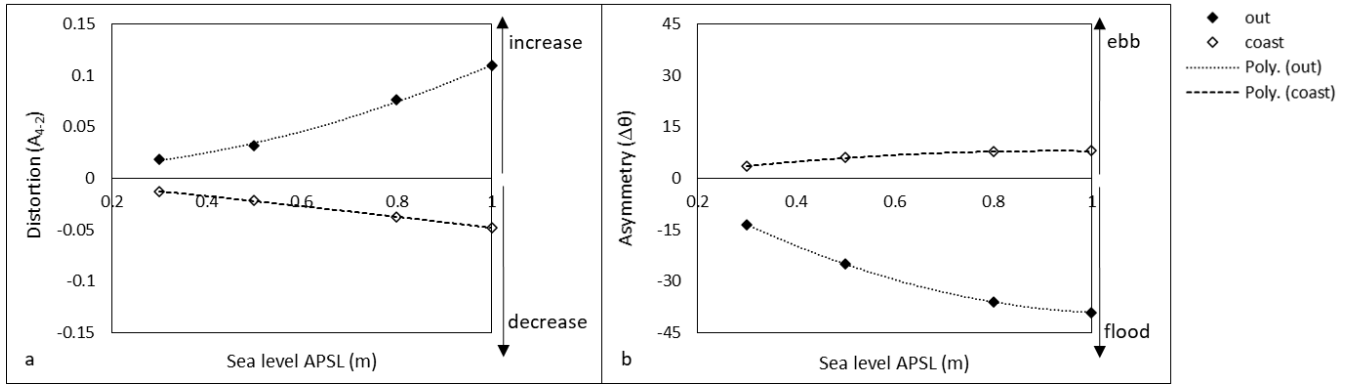 0.15
0.1
0.05
0
-0.05
-0.1
-0.15
0.2
0.4
0.6
0.8
1
Distortion (A4-2)
Sea level APSL (m)
increase
decrease
a
45
30
15
0
-15
-30
-45
0.2
0.4
0.6
0.8
1
Asymmetry (Δθ)
Sea level APSL (m)
ebb
flood
b
out
coast
Poly. (out)
Poly. (coast)